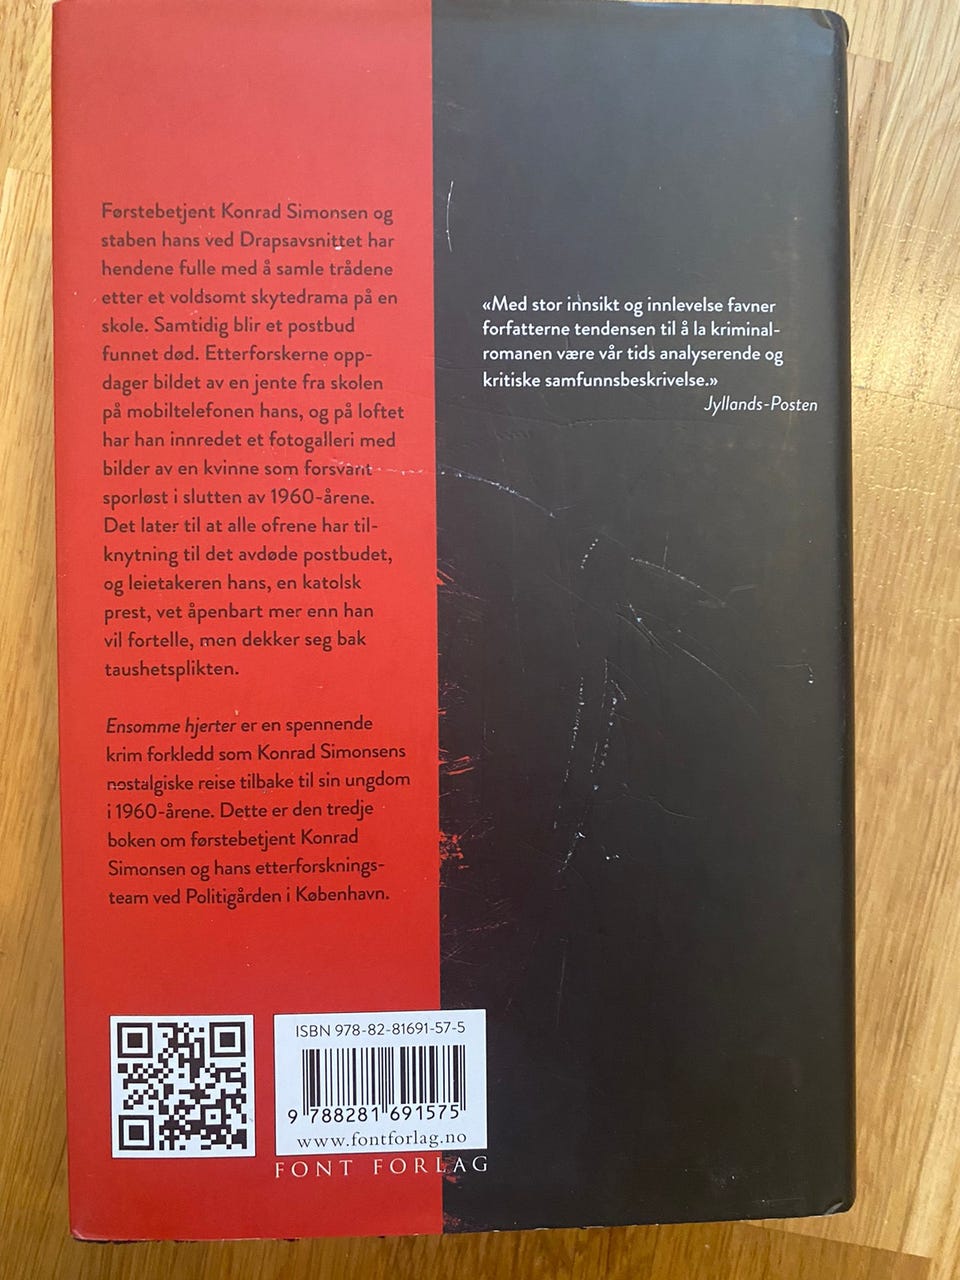 Førstebetjent Konrad Simonsen og
staben hans ved Drapsavsnittet har
hendene fulle med å samle trådene
etter et voldsomt skytedrama på en
skole. Samtidig blir et postbud
funnet død. Etterforskerne opp-
dager bildet av en jente fra skolen
på mobiltelefonen hans, og på loftet
har han innredet et fotogalleri med
bilder av en kvinne som forsvant
sporløst i slutten av 1960-årene.
Det later til at alle ofrene har til-
knytning til det avdøde postbudet,
og leietakeren hans, en katolsk
prest, vet åpenbart mer enn han
vil fortelle, men dekker seg bak
taushetsplikten.
Ensomme hjerter er en spennende
krim forkledd som Konrad Simonsens
nostalgiske reise tilbake til sin ungdom
i 1960-årene. Dette er den tredje
boken om førstebetjent Konrad
Simonsen og hans etterforsknings-
team ved Politigården i København.
«Med stor innsikt og innlevelse favner
forfatterne tendensen til å la kriminal-
romanen være vår tids analyserende og
kritiske samfunnsbeskrivelse.»
Jyllands-Posten
ISBN 978-82-81691-57-5
9 788281 691575
www.fontforlag.no
FONT FORLAG